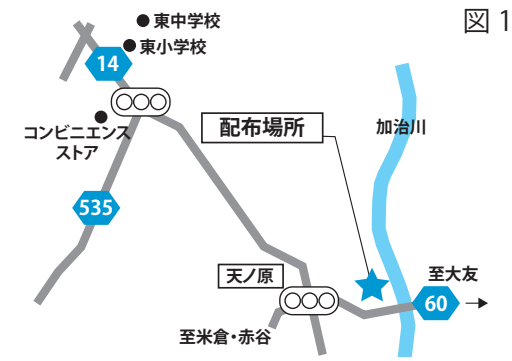 図 1
東中学校
東小学校
14
コンビニエンス
ストア
配布場所
加治川
535
天ノ原
至大友
60
至米倉・赤谷